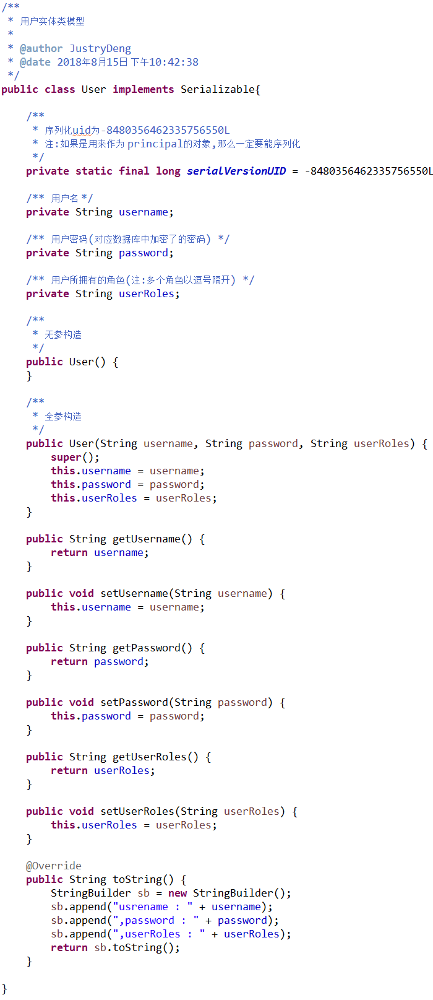 /**
 * 用户实体类模型
 *
 * @author JustryDeng
 * @date 2018年8月15日 下午10:42:38
 */
public class User implements Serializable{
    /**
     * 序列化uid为-8480356462335756550L
     * 注:如果是用来作为 principal的对象,那么一定要能序列化
     */
    private static final long serialVersionUID = -8480356462335756550L
    /** 用户名 */
    private String username;
    /** 用户密码(对应数据库中加密了的密码) */
    private String password;
    /** 用户所拥有的角色(注:多个角色以逗号隔开) */
    private String userRoles;
    /**
     * 无参构造
     */
    public User() {
    }
    /**
     * 全参构造
     */
    public User(String username, String password, String userRoles) {
        super();
        this.username = username;
        this.password = password;
        this.userRoles = userRoles;
    }
    public String getUsername() {
        return username;
    }
    public void setUsername(String username) {
        this.username = username;
    }
    public String getPassword() {
        return password;
    }
    public void setPassword(String password) {
        this.password = password;
    }
    public String getUserRoles() {
        return userRoles;
    }
    public void setUserRoles(String userRoles) {
        this.userRoles = userRoles;
    }
    @Override
    public String toString() {
        StringBuilder sb = new StringBuilder();
        sb.append("usrename : " + username);
        sb.append(",password : " + password);
        sb.append(",userRoles : " + userRoles);
        return sb.toString();
    }
}